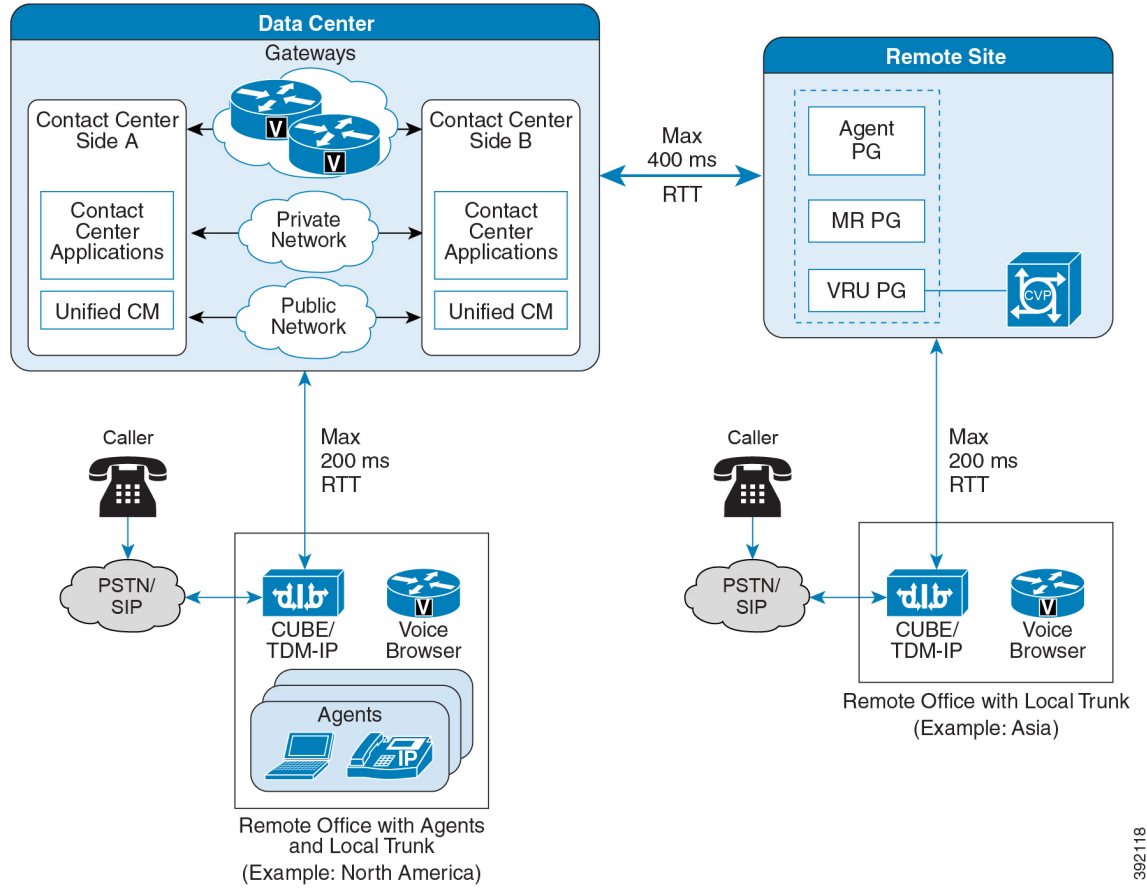 Data Center
Gateways
Contact Center
Side A
V
V
Contact Center
Side B
Contact
Center
Applications
Private
Network
Contact
Center
Applications
Unified CM
Public
Network
Unified CM
Max
400 ms
RTT
Remote Site
Agent
PG
MR PG
VRU PG
CVP
Caller
Max
200 ms
RTT
PSTN/
SIP
CUBE/
TDM-IP
V
Voice
Browser
Agents
IP
Remote Office with Agents
and Local Trunk
(Example: North America)
Caller
Max
200 ms
RTT
PSTN/
SIP
CUBE/
TDM-IP
V
Voice
Browser
Remote Office with Local Trunk
(Example: Asia)
392118